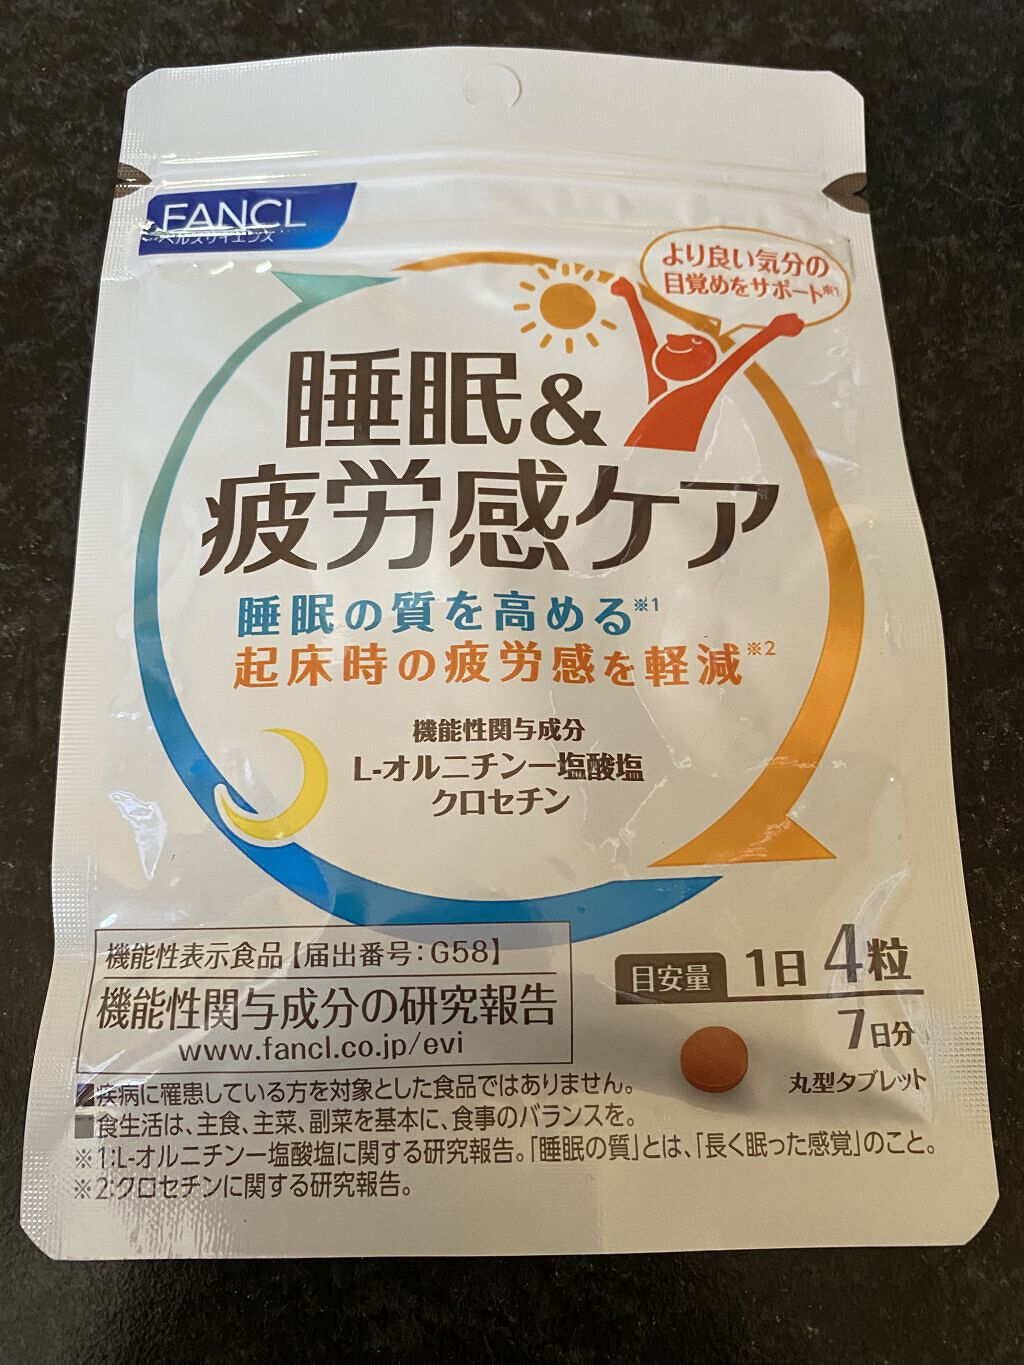 FANCL
ヘルスサイエンス
より良い気分の
目覚めをサポート※1
睡眠&
疲労感ケア
睡眠の質を高める※1
起床時の疲労感を軽減※2
機能性関与成分
L-オルニチン一塩酸塩
クロセチン
機能性表示食品【届出番号:G58】
機能性関与成分の研究報告
www.fancl.co.jp/evi
目安量 1日 4粒
7日分
丸型タブレット
■疾病に罹患している方を対象とした食品ではありません。
■食生活は、主食、主菜、副菜を基本に、食事のバランスを。
※1:L-オルニチン一塩酸塩に関する研究報告。「睡眠の質」とは、「長く眠った感覚」のこと。
※2:クロセチンに関する研究報告。